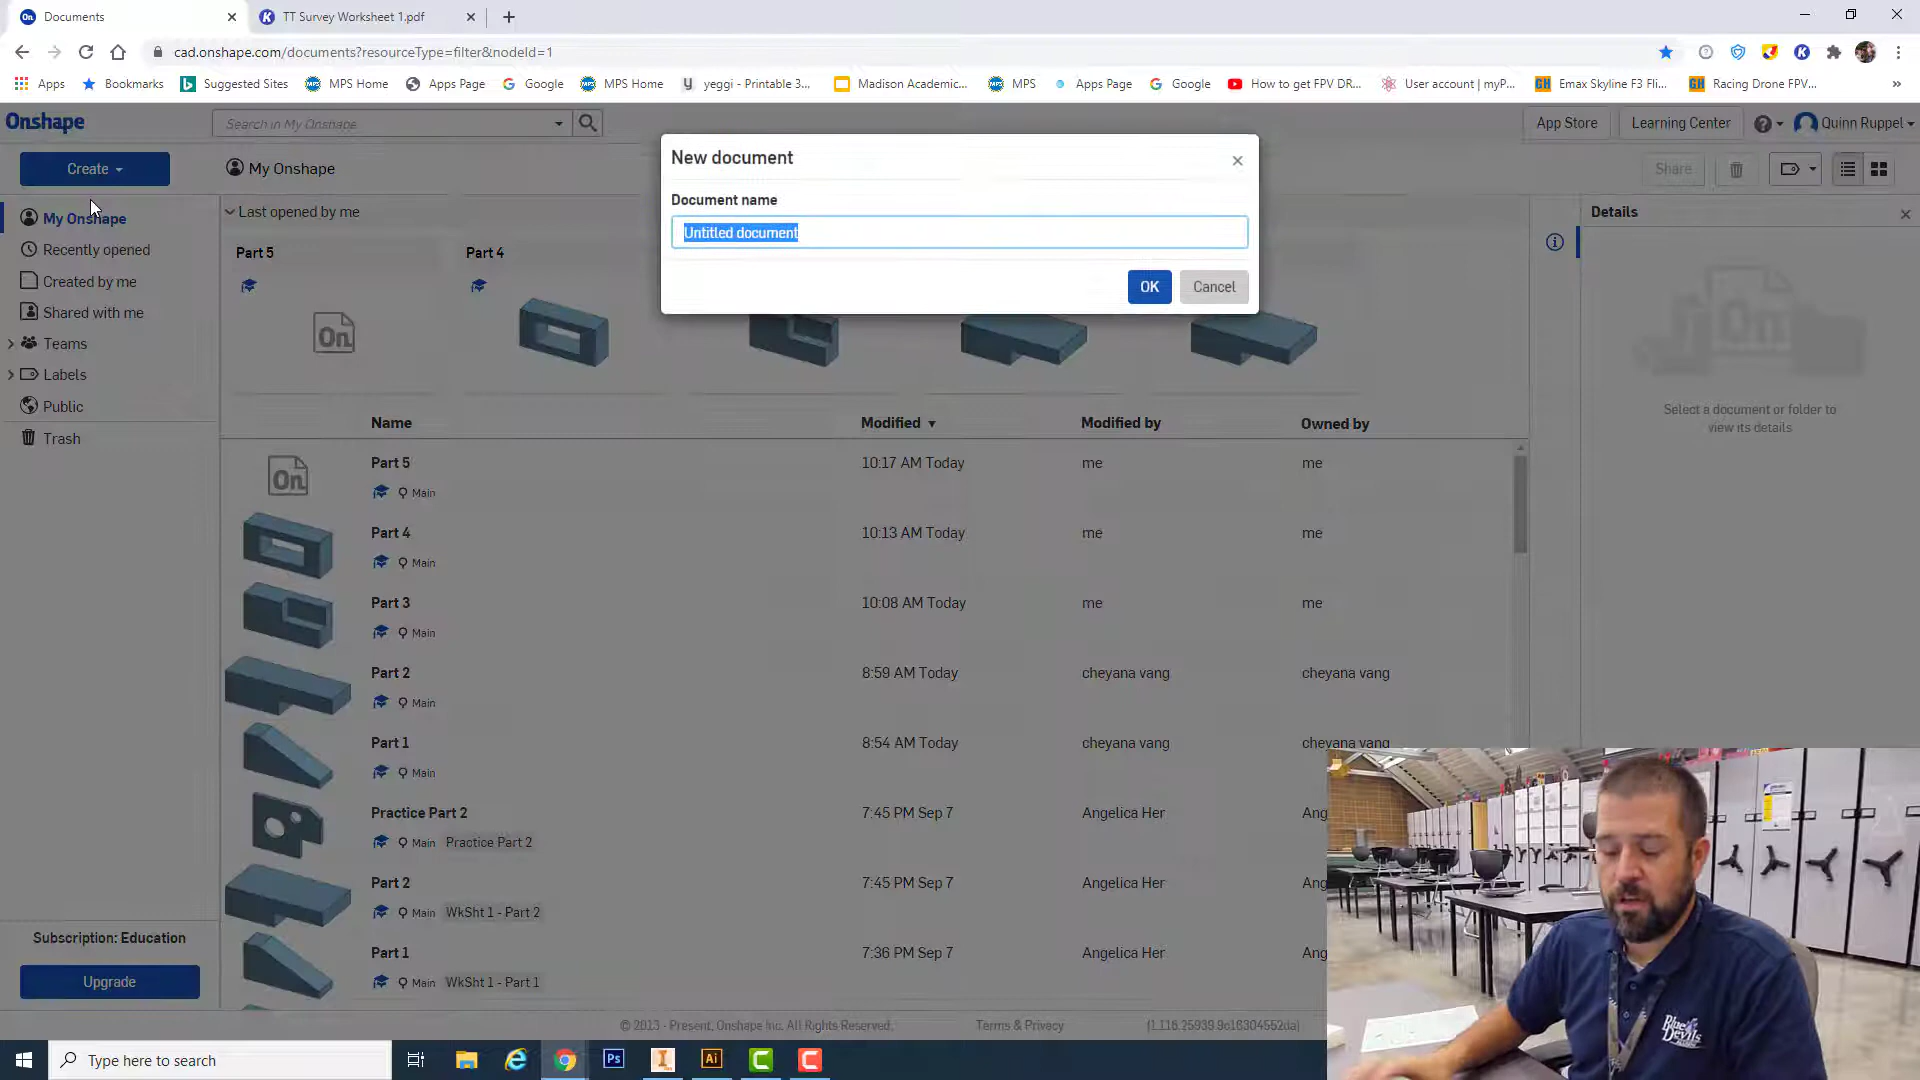 Documents
TT Survey Worksheet 1.pdf
cad.onshape.com/documents?resourceType=filter&nodeId=1
Apps Bookmarks Suggested Sites MPS Home Apps Page Google MPS Home yeggi - Printable 3... Madison Academic... MPS Apps Page Google How to get FPV DR... User account | myP... Emax Skyline F3 Fli... Racing Drone FPV...
Onshape
Search in My Onshape
App Store
Learning Center
Quinn Ruppel
Create
My Onshape
Share
New document
Document name
Untitled document
OK
Cancel
My Onshape
Recently opened
Created by me
Shared with me
Teams
Labels
Public
Trash
Last opened by me
Part 5
Part 4
Details
Select a document or folder to
view its details
Name Modified Modified by Owned by
Part 5 10:17 AM Today me me
Main
Part 4 10:13 AM Today me me
Main
Part 3 10:08 AM Today me me
Main
Part 2 8:59 AM Today cheyana vang cheyana vang
Main
Part 1 8:54 AM Today cheyana vang cheyana vang
Main
Practice Part 2 7:45 PM Sep 7 Angelica Her Ang
Main Practice Part 2
Part 2 7:45 PM Sep 7 Angelica Her Ang
Main WkSht 1 - Part 2
Part 1 7:36 PM Sep 7 Angelica Her Ang
Main WkSht 1 - Part 1
Subscription: Education
Upgrade
© 2013 - Present, Onshape Inc. All Rights Reserved.
Terms & Privacy
(1.116.25939.9c16304552da)
Blue
Devils
Type here to search